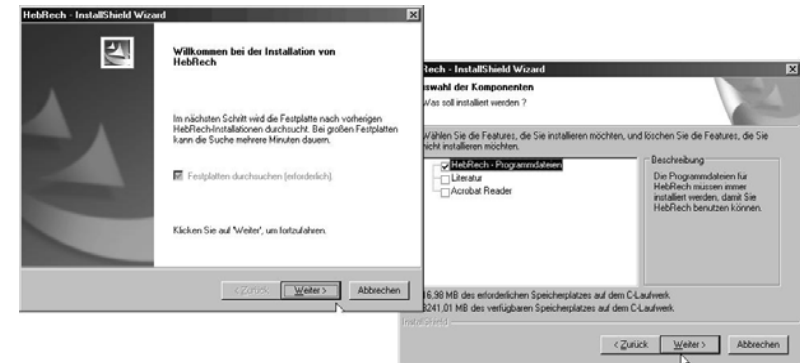 HebRech - InstallShield Wizard
Willkommen bei der Installation von
HebRech
Im nächsten Schritt wird die Festplatte nach vorherigen
HebRech-Installationen durchsucht. Bei großen Festplatten
kann die Suche mehrere Minuten dauern.
Festplatten durchsuchen (erforderlich).
Klicken Sie auf 'Weiter', um fortzufahren.
< Zurück
Weiter >
Abbrechen
Rech - InstallShield Wizard
swahl der Komponenten
Was soll installiert werden ?
Wählen Sie die Features, die Sie installieren möchten, und löschen Sie die Features, die Sie
nicht installieren möchten.
HebRech - Programmdateien
Literatur
Acrobat Reader
Beschreibung
Die Programmdateien für
HebRech müssen immer
installiert werden, damit Sie
HebRech benutzen können.
16,98 MB des erforderlichen Speicherplatzes auf dem C-Laufwerk
3241,01 MB des verfügbaren Speicherplatzes auf dem C-Laufwerk
InstallShield
< Zurück
Weiter >
Abbrechen